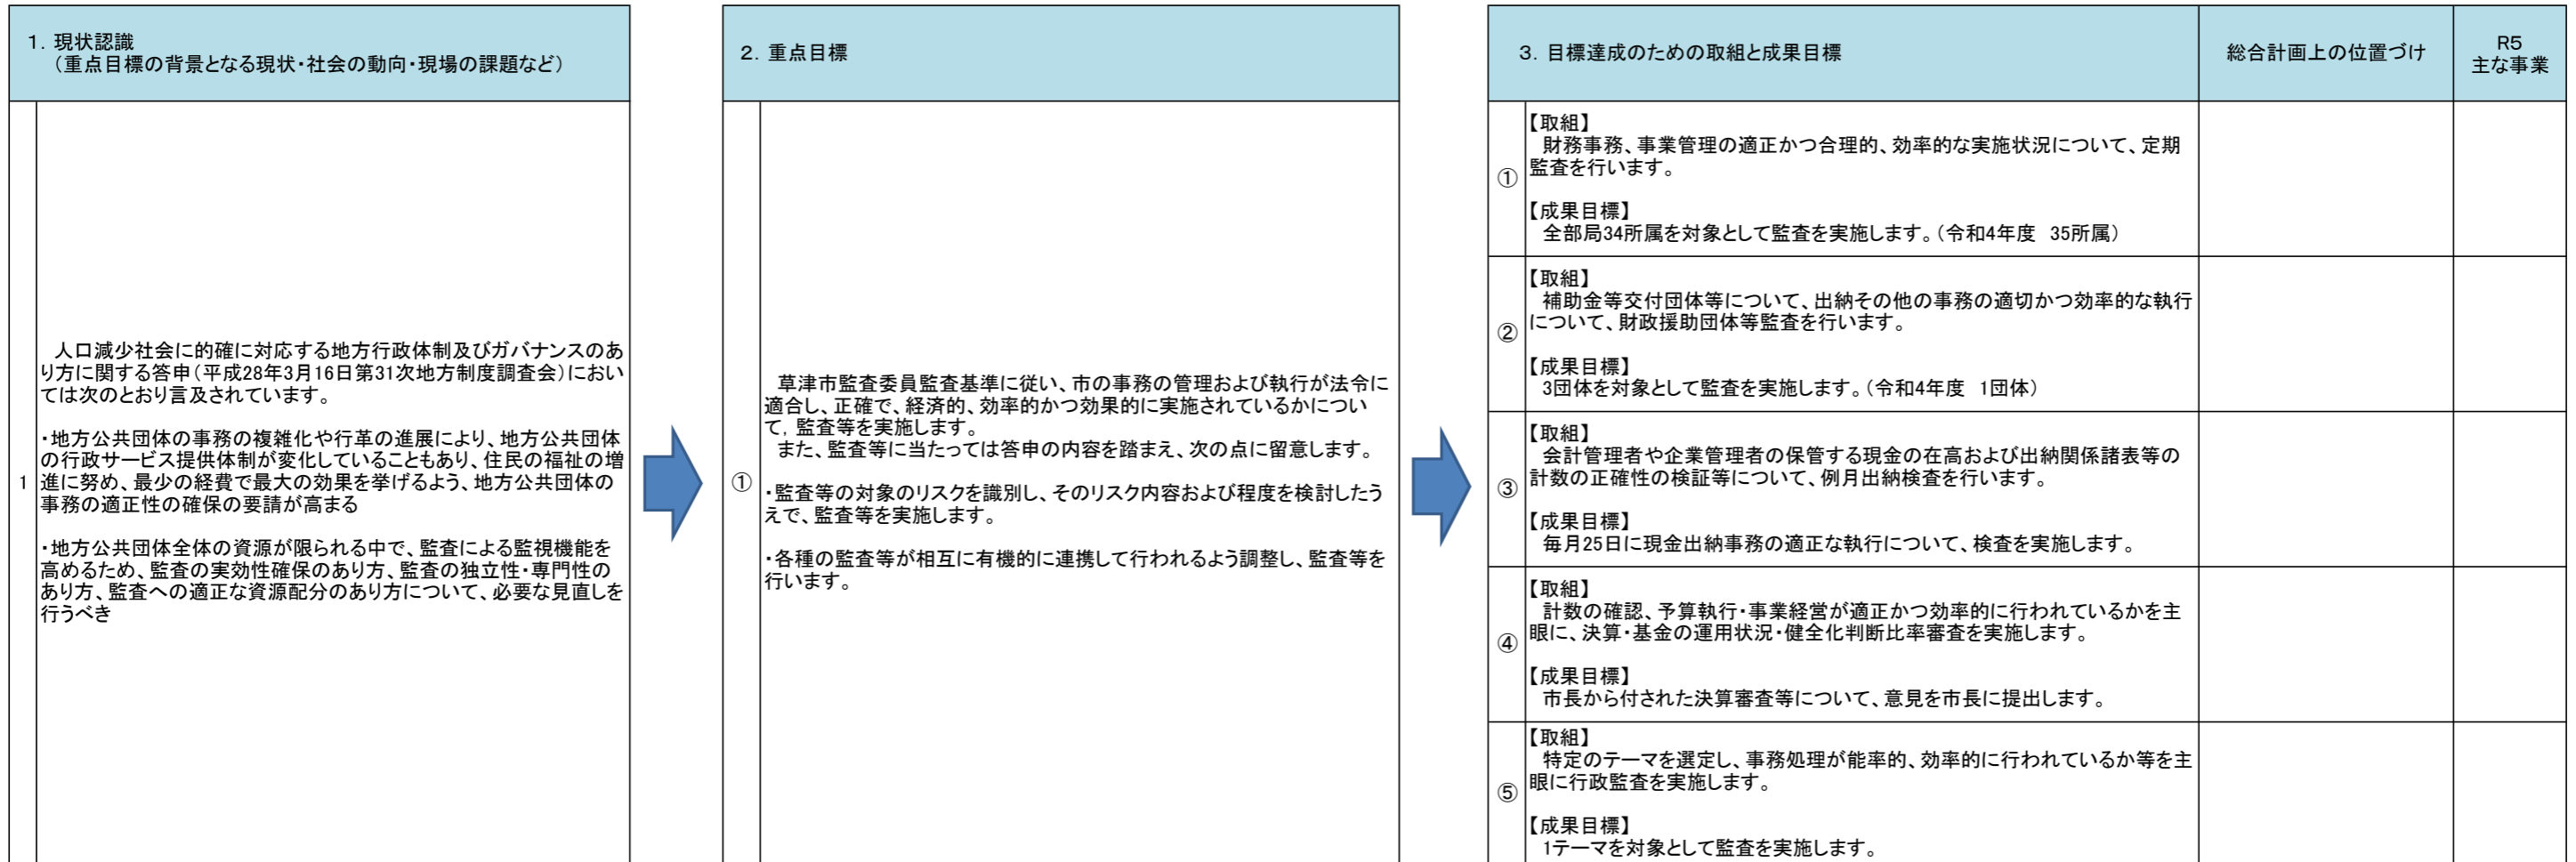 １．現状認識
（重点目標の背景となる現状・社会の動向・現場の課題など）
1
人口減少社会に的確に対応する地方行政体制及びガバナンスのあ
り方に関する答申（平成28年3月16日第31次地方制度調査会）におい
ては次のとおり言及されています。
・地方公共団体の事務の複雑化や行革の進展により、地方公共団体
の行政サービス提供体制が変化していることもあり、住民の福祉の増
進に努め、最少の経費で最大の効果を挙げるよう、地方公共団体の
事務の適正性の確保の要請が高まる
・地方公共団体全体の資源が限られる中で、監査による監視機能を
高めるため、監査の実効性確保のあり方、監査の独立性・専門性の
あり方、監査への適正な資源配分のあり方について、必要な見直しを
行うべき
２．重点目標
①
草津市監査委員監査基準に従い、市の事務の管理および執行が法令に
適合し、正確で、経済的、効率的かつ効果的に実施されているかについ
て，監査等を実施します。
また、監査等に当たっては答申の内容を踏まえ、次の点に留意します。
・監査等の対象のリスクを識別し、そのリスク内容および程度を検討したう
えで、監査等を実施します。
・各種の監査等が相互に有機的に連携して行われるよう調整し、監査等を
行います。
３．目標達成のための取組と成果目標
総合計画上の位置づけ
R5
主な事業
①
【取組】
財務事務、事業管理の適正かつ合理的、効率的な実施状況について、定期
監査を行います。
【成果目標】
全部局34所属を対象として監査を実施します。（令和4年度　35所属）
②
【取組】
補助金等交付団体等について、出納その他の事務の適切かつ効率的な執行
について、財政援助団体等監査を行います。
【成果目標】
3団体を対象として監査を実施します。（令和4年度　1団体）
③
【取組】
会計管理者や企業管理者の保管する現金の在高および出納関係諸表等の
計数の正確性の検証等について、例月出納検査を行います。
【成果目標】
毎月25日に現金出納事務の適正な執行について、検査を実施します。
④
【取組】
計数の確認、予算執行・事業経営が適正かつ効率的に行われているかを主
眼に、決算・基金の運用状況・健全化判断比率審査を実施します。
【成果目標】
市長から付された決算審査等について、意見を市長に提出します。
⑤
【取組】
特定のテーマを選定し、事務処理が能率的、効率的に行われているか等を主
眼に行政監査を実施します。
【成果目標】
1テーマを対象として監査を実施します。